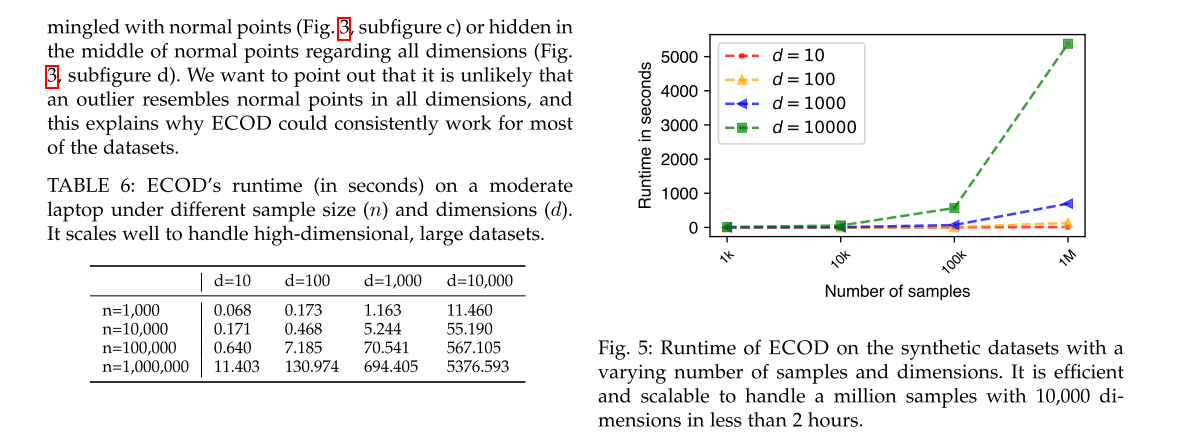 mingled with normal points (Fig. 3, subfigure c) or hidden in
the middle of normal points regarding all dimensions (Fig.
3, subfigure d). We want to point out that it is unlikely that
an outlier resembles normal points in all dimensions, and
this explains why ECOD could consistently work for most
of the datasets.
TABLE 6: ECOD's runtime (in seconds) on a moderate
laptop under different sample size (n) and dimensions (d).
It scales well to handle high-dimensional, large datasets.
d=10 d=100 d=1,000 d=10,000
n=1,000 0.068 0.173 1.163 11.460
n=10,000 0.171 0.468 5.244 55.190
n=100,000 0.640 7.185 70.541 567.105
n=1,000,000 11.403 130.974 694.405 5376.593
Runtime in seconds
5000
4000
3000
2000
1000
0
d = 10
d = 100
d = 1000
d = 10000
1k 10k 100k 1M
Number of samples
Fig. 5: Runtime of ECOD on the synthetic datasets with a
varying number of samples and dimensions. It is efficient
and scalable to handle a million samples with 10,000 di-
mensions in less than 2 hours.